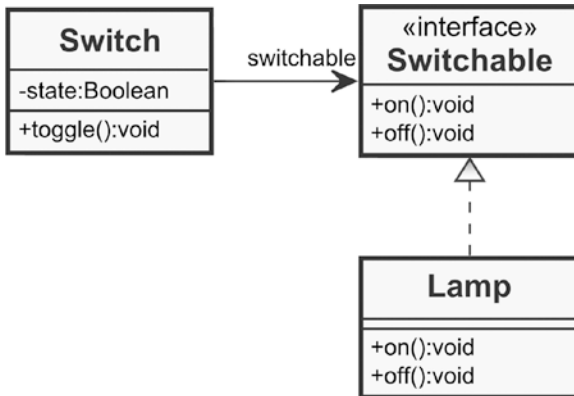 Switch
-state:Boolean
+toggle():void
switchable
«interface»
Switchable
+on():void
+off():void
Lamp
+on():void
+off():void